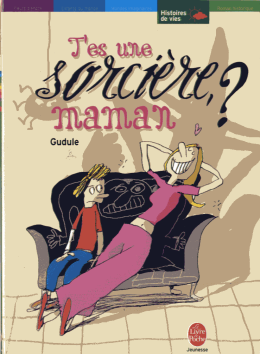 Histoires
de vies
T'es une
sorcière,
maman ?
Gudule
Livre
de Poche
Jeunesse